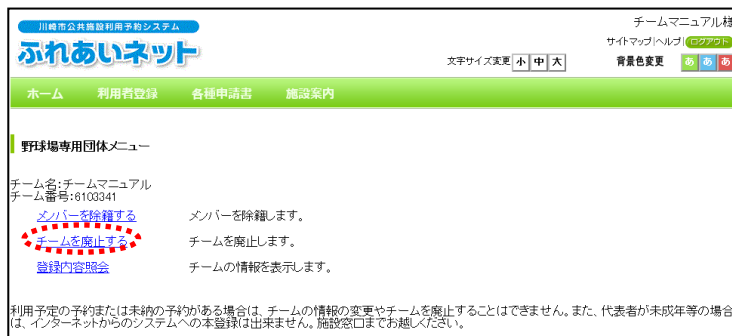 川崎市公共施設利用予約システム
ふれあいネット
チームマニュアル様
サイトマップ|ヘルプ|ログアウト
文字サイズ変更 小 中 大 背景色変更 あ あ あ
ホーム 利用者登録 各種申請書 施設案内
野球場専用団体メニュー
チーム名:チームマニュアル
チーム番号:6103341
メンバーを除籍する メンバーを除籍します。
チームを廃止する チームを廃止します。
登録内容照会 チームの情報を表示します。
利用予定の予約または未納の予約がある場合は、チームの情報の変更やチームを廃止することはできません。また、代表者が未成年等の場合
は、インターネットからのシステムへの本登録は出来ません。施設窓口までお越しください。